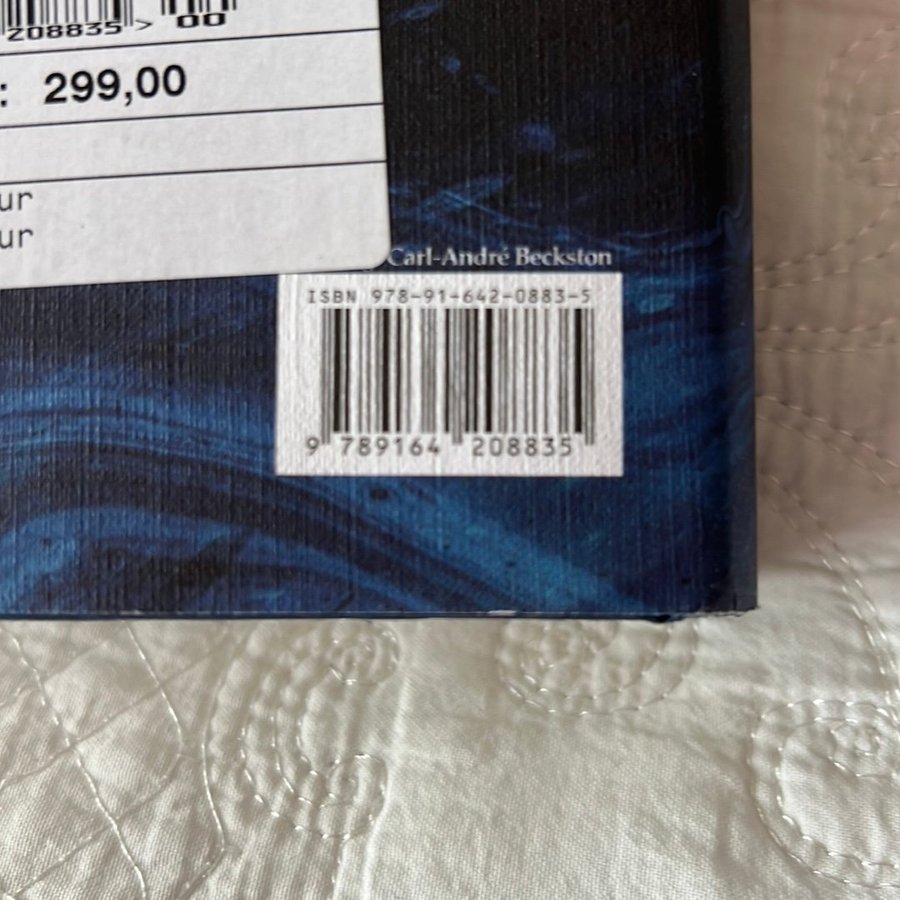 208835 > 00
: 299,00
ur
ur
Carl-André Beckston
ISBN 978-91-642-0883-5
9 789164 208835